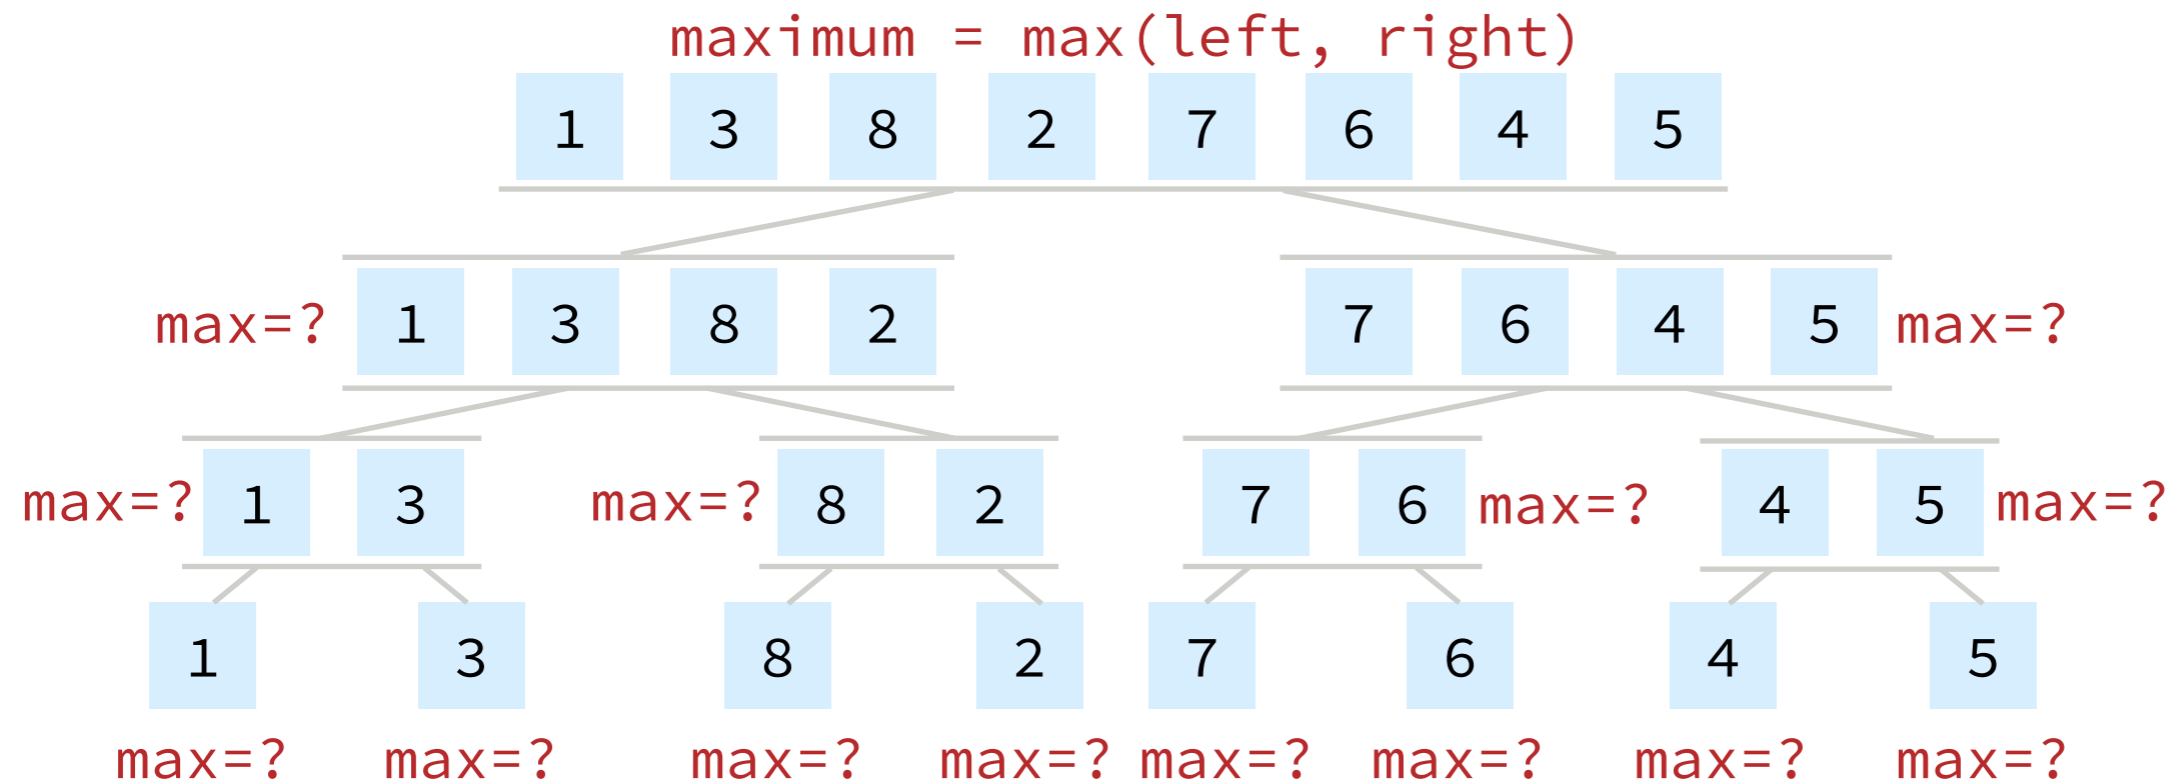 maximum = max(left, right)
1 3 8 2 7 6 4 5
max=? 1 3 8 2 7 6 4 5 max=?
max=? 1 3 max=? 8 2 7 6 max=? 4 5 max=?
1 3 8 2 7 6 4 5
max=? max=? max=? max=? max=? max=? max=? max=?